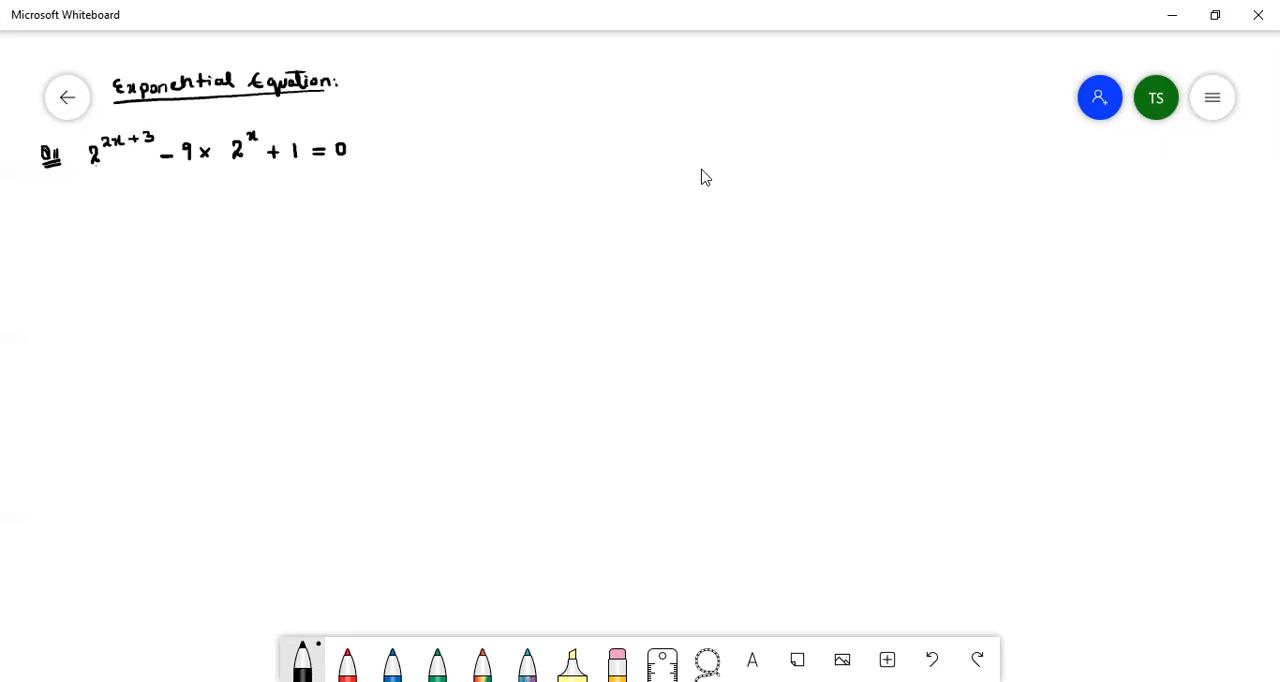 Microsoft Whiteboard
Exponential Equation:
Q1 2^{2x+3} - 9 × 2^x + 1 = 0
TS
A